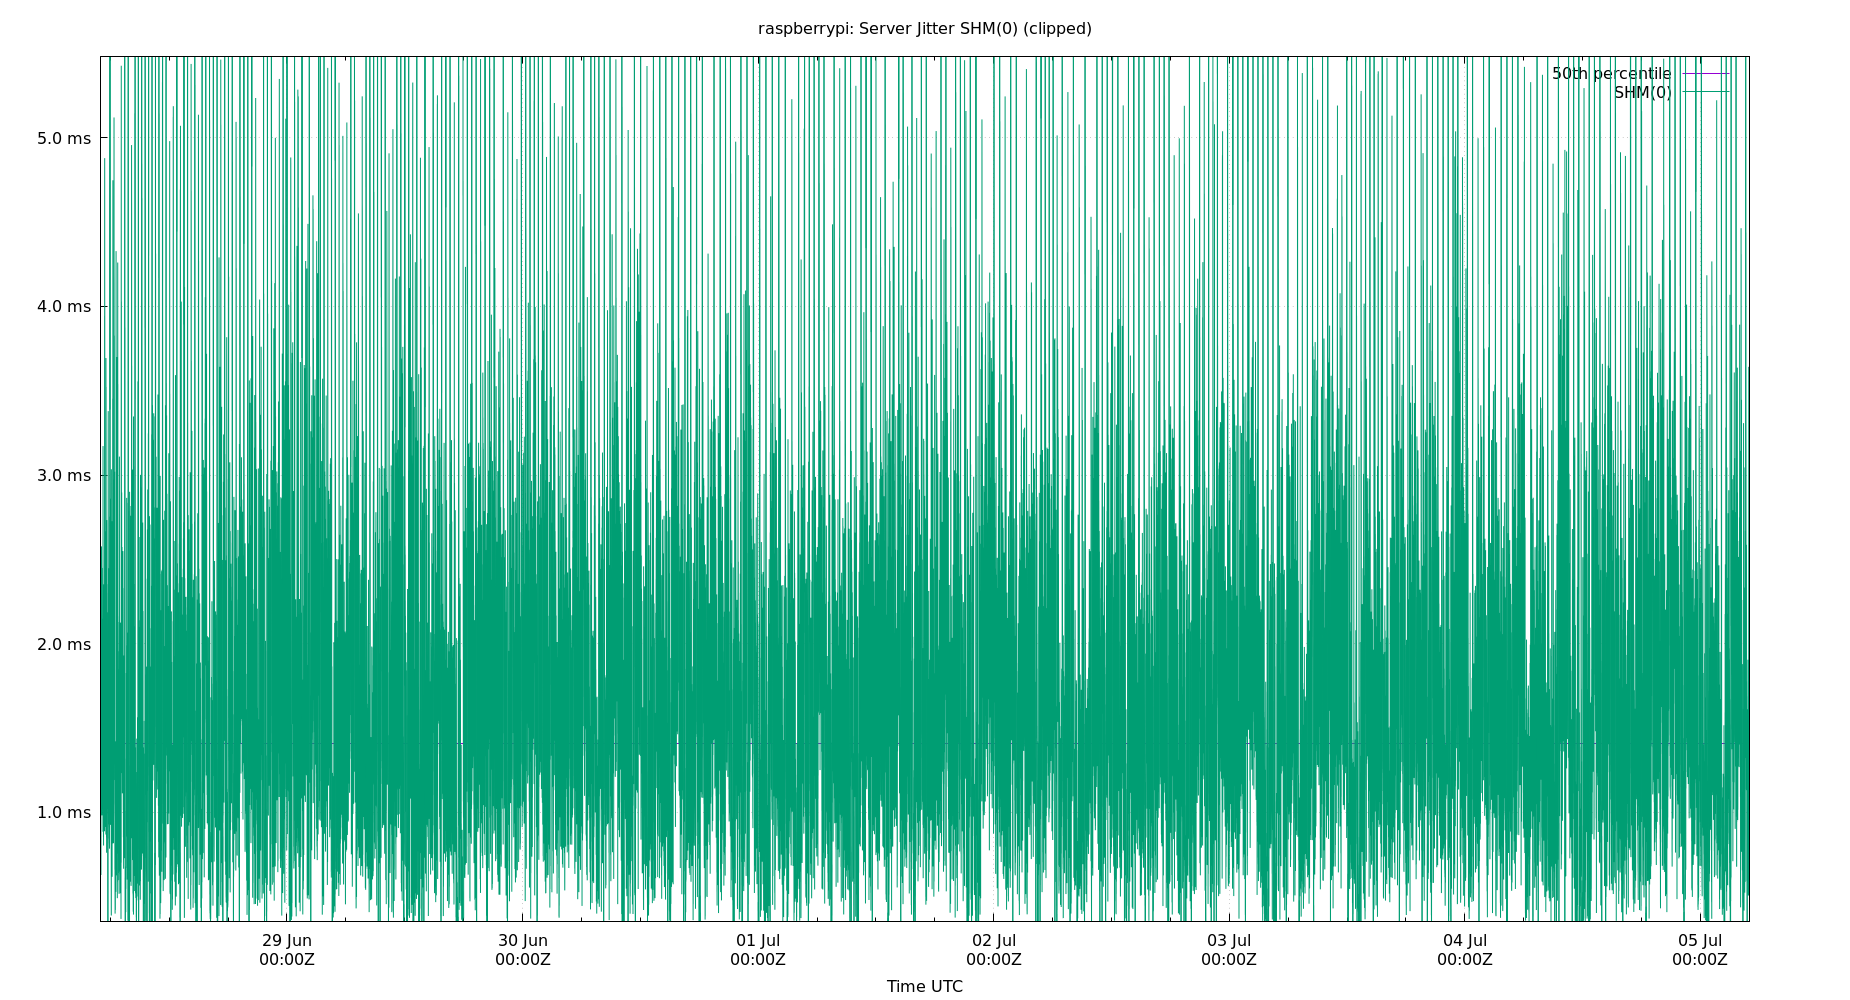 raspberrypi: Server Jitter SHM(0) (clipped)
50th percentile
SHM(0)
5.0 ms
4.0 ms
3.0 ms
2.0 ms
1.0 ms
29 Jun 30 Jun 01 Jul 02 Jul 03 Jul 04 Jul 05 Jul
00:00Z 00:00Z 00:00Z 00:00Z 00:00Z 00:00Z 00:00Z
Time UTC